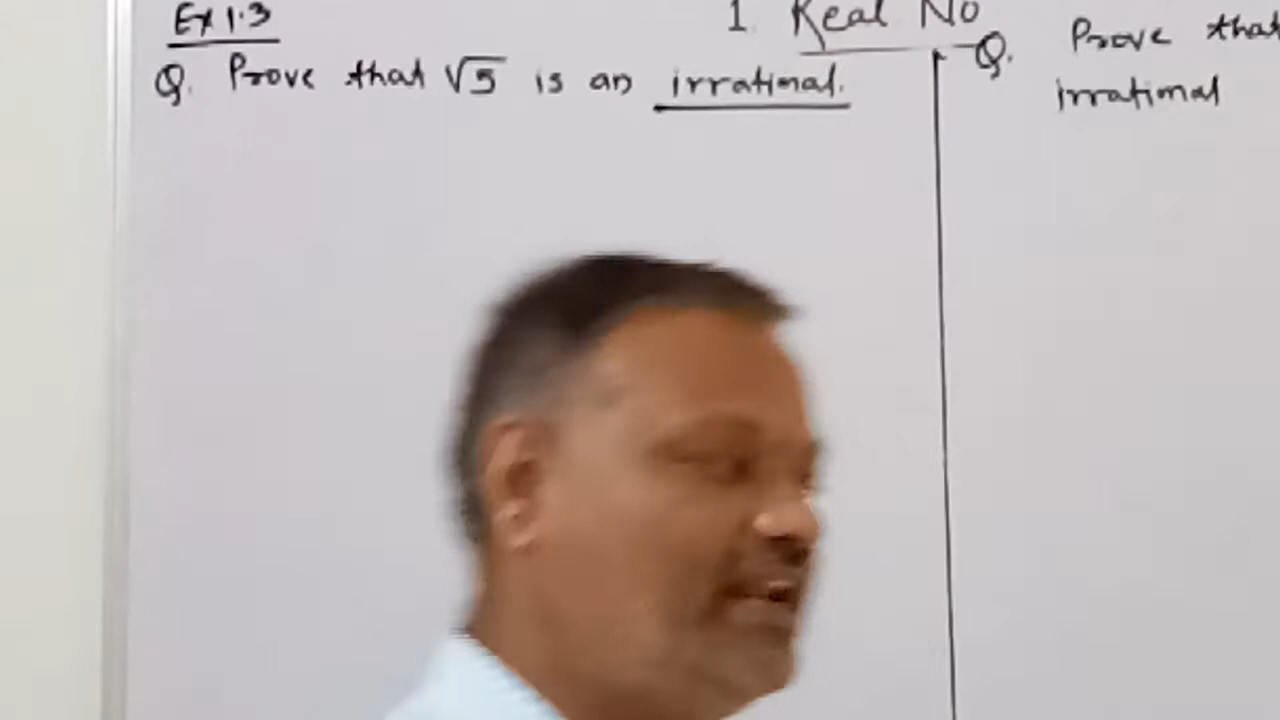 Ex 1.3
1. Real No
Q. Prove that √5 is an irrational.
Q. Prove that
irrational